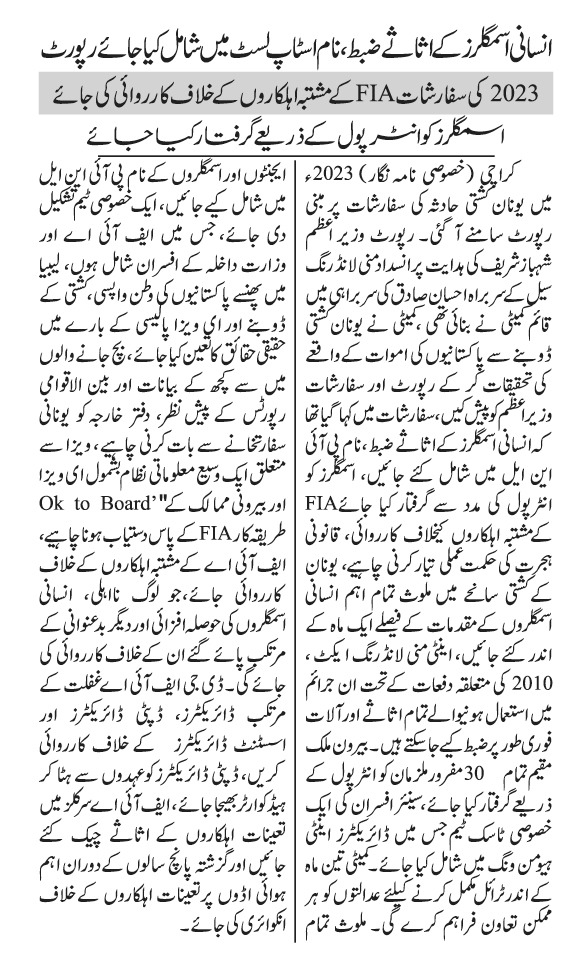 انسانی اسمگلرز کے اثاثے ضبط، نام اسٹاپ لسٹ میں شامل کیا جائے رپورٹ
2023 کی سفارشات FIA کے مشتبہ اہلکاروں کے خلاف کارروائی کی جائے
اسمگلرز کو انٹرپول کے ذریعے گرفتار کیا جائے
کراچی (خصوصی نامہ نگار) 2023ء
میں یونان کشتی حادثہ کی سفارشات پر مبنی
رپورٹ سامنے آ گئی۔ رپورٹ وزیر اعظم
شہباز شریف کی ہدایت پر انسداد منی لانڈرنگ
سیل کے سربراہ احسان صادق کی سربراہی میں
قائم کمیٹی نے بنائی تھی، کمیٹی نے یونان کشتی
ڈوبنے سے پاکستانیوں کی اموات کے واقعے
کی تحقیقات کر کے رپورٹ اور سفارشات
وزیر اعظم کو پیش کیں، سفارشات میں کہا گیا تھا
کہ انسانی اسمگلرز کے اثاثے ضبط، نام پی آئی
این ایل میں شامل کئے جائیں، اسمگلرز کو
انٹرپول کی مدد سے گرفتار کیا جائے FIA
کے مشتبہ اہلکاروں کیخلاف کارروائی، قانونی
ہجرت کی حکمت عملی تیار کرنی چاہیے، یونان
کے کشتی سانحے میں ملوث تمام اہم انسانی
اسمگلروں کے مقدمات کے فیصلے ایک ماہ کے
اندر کئے جائیں، اینٹی منی لانڈرنگ ایکٹ،
2010 کی متعلقہ دفعات کے تحت ان جرائم
میں استعمال ہونیوالے تمام اثاثے اور آلات
فوری طور پر ضبط کیے جاسکتے ہیں۔ بیرون ملک
مقیم تمام 30 مفرور ملزمان کو انٹرپول کے
ذریعے گرفتار کیا جائے، سینئر افسران کی ایک
خصوصی ٹاسک ٹیم جس میں ڈائریکٹرز اینٹی
ہیومن ونگ میں شامل کیا جائے۔ کمیٹی تین ماہ
کے اندر ٹرائل مکمل کرنے کیلئے عدالتوں کو ہر
ممکن تعاون فراہم کرے گی۔ ملوث تمام
ایجنٹوں اور اسمگلروں کے نام پی آئی این ایل
میں شامل کیے جائیں، ایک خصوصی ٹیم تشکیل
دی جائے، جس میں ایف آئی اے اور
وزارت داخلہ کے افسران شامل ہوں، لیبیا
میں پھنسے پاکستانیوں کی وطن واپسی، کشتی کے
ڈوبنے اور ای ویزا پالیسی کے بارے میں
حقیقی حقائق کا تعین کیا جائے، بچ جانے والوں
میں سے کچھ کے بیانات اور بین الاقوامی
رپورٹس کے پیش نظر، دفتر خارجہ کو یونانی
سفارتخانے سے بات کرنی چاہیے، ویزا سے
متعلق ایک وسیع معلوماتی نظام بشمول ای ویزا
اور بیرونی ممالک کے "'Ok to Board
طریقہ کار FIA کے پاس دستیاب ہونا چاہیے،
ایف آئی اے کے مشتبہ اہلکاروں کے خلاف
کارروائی جائے، جو لوگ نااہلی، انسانی
اسمگلروں کی حوصلہ افزائی اور دیگر بدعنوانی کے
مرتکب پائے گئے ان کے خلاف کارروائی کی
جائے گی۔ ڈی جی ایف آئی اے غفلت کے
مرتکب ڈائریکٹرز، ڈپٹی ڈائریکٹرز اور
اسسٹنٹ ڈائریکٹرز کے خلاف کارروائی
کریں، ڈپٹی ڈائریکٹرز کو عہدوں سے ہٹا کر
ہیڈ کوارٹر بھیجا جائے، ایف آئی اے سرکلز میں
تعینات اہلکاروں کے اثاثے چیک کئے
جائیں اور گزشتہ پانچ سالوں کے دوران اہم
ہوائی اڈوں پر تعینات اہلکاروں کے خلاف
انکوائری کی جائے۔